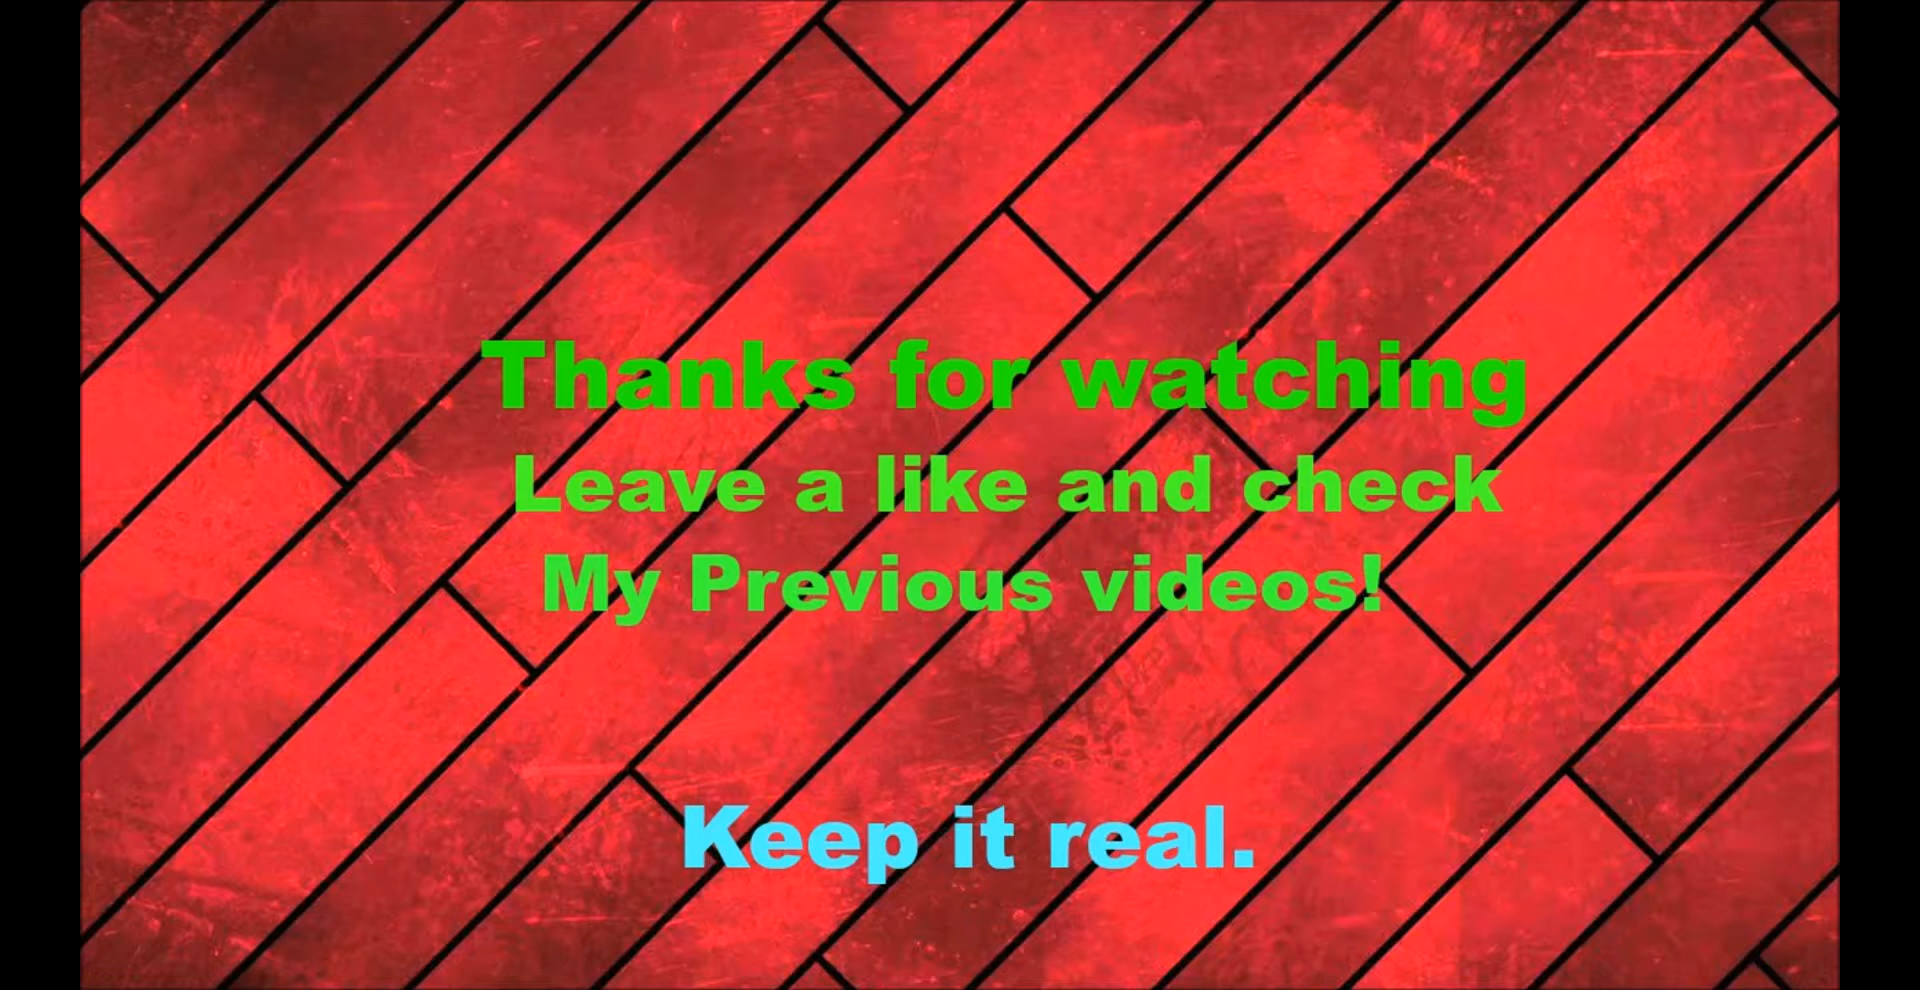 Thanks for watching
Leave a like and check
My Previous videos!
Keep it real.